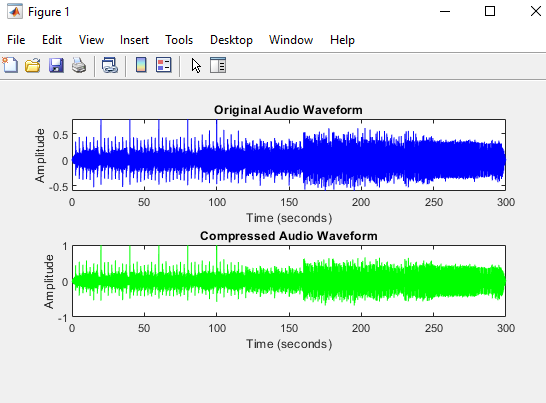 Figure 1
File Edit View Insert Tools Desktop Window Help
Original Audio Waveform
Amplitude
0.5
0
-0.5
0 50 100 150 200 250 300
Time (seconds)
Compressed Audio Waveform
Amplitude
1
0
-1
0 50 100 150 200 250 300
Time (seconds)